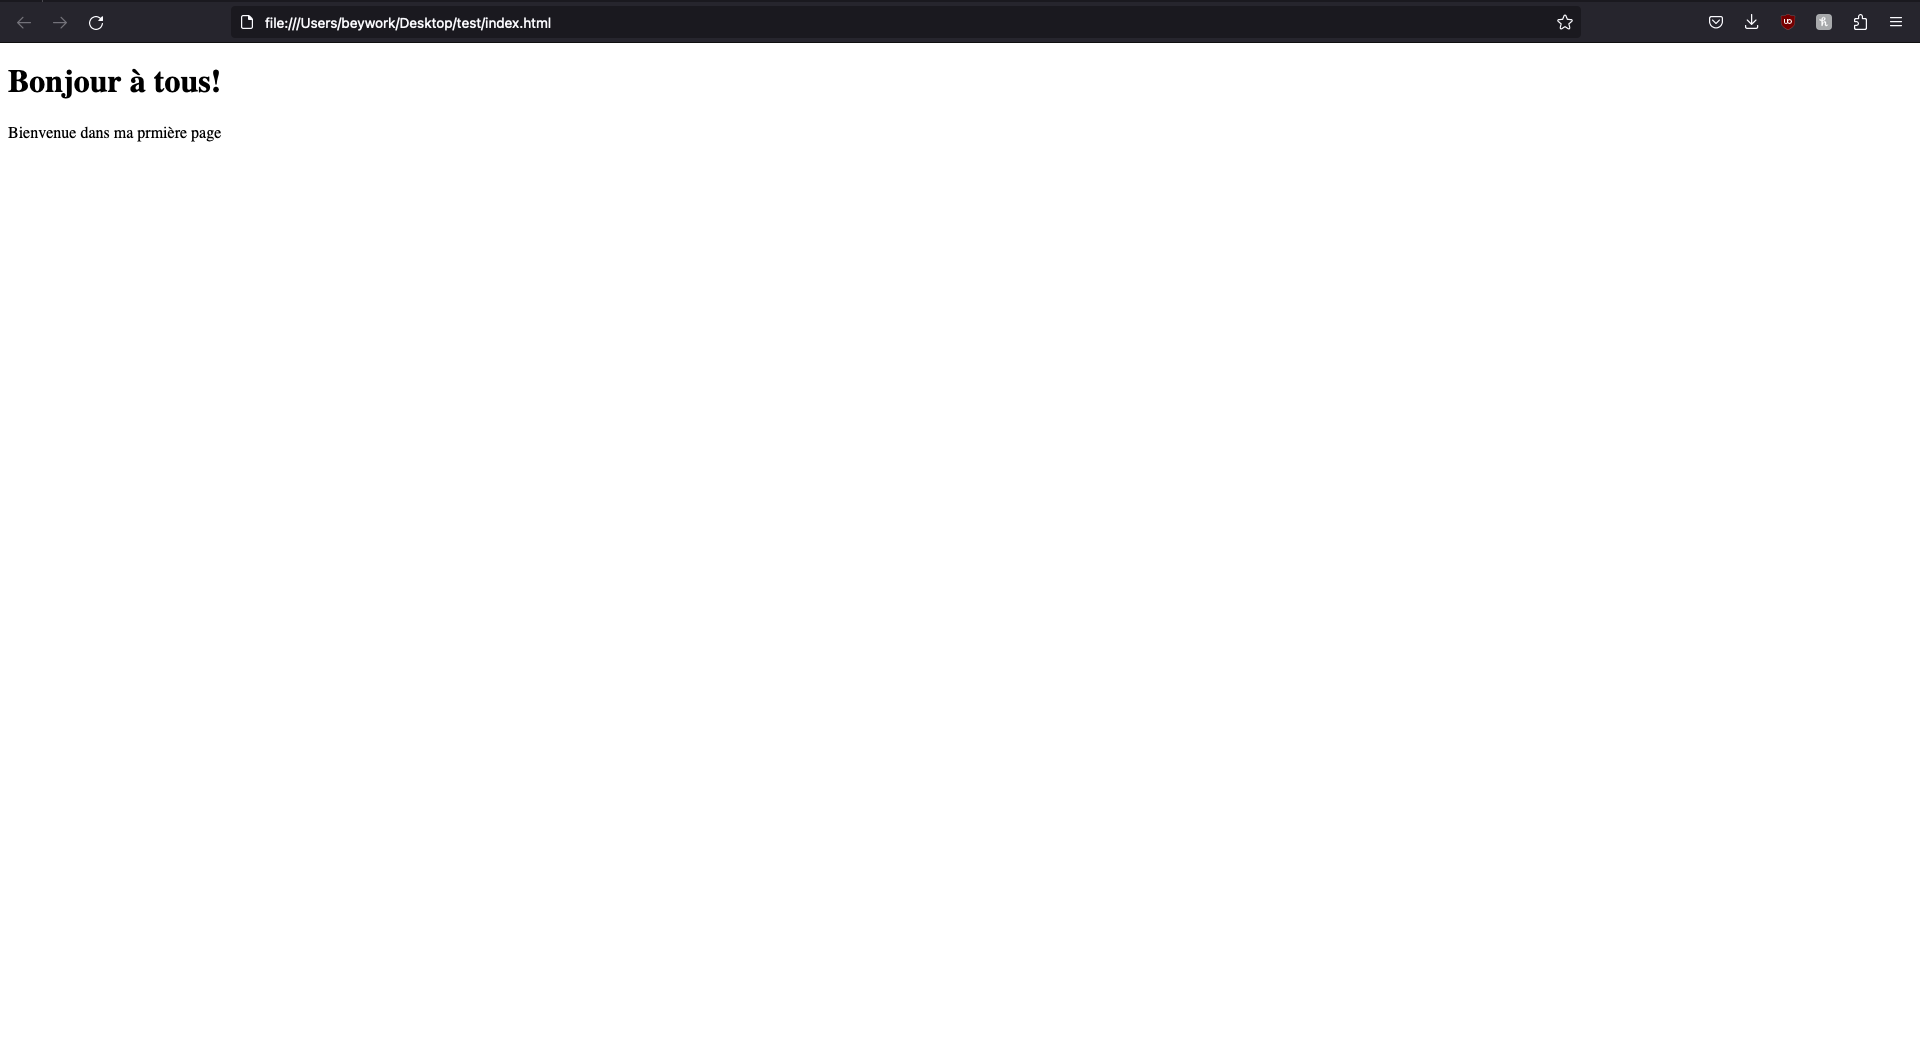 file:///Users/beywork/Desktop/test/index.html
Bonjour à tous!
Bienvenue dans ma prmière page